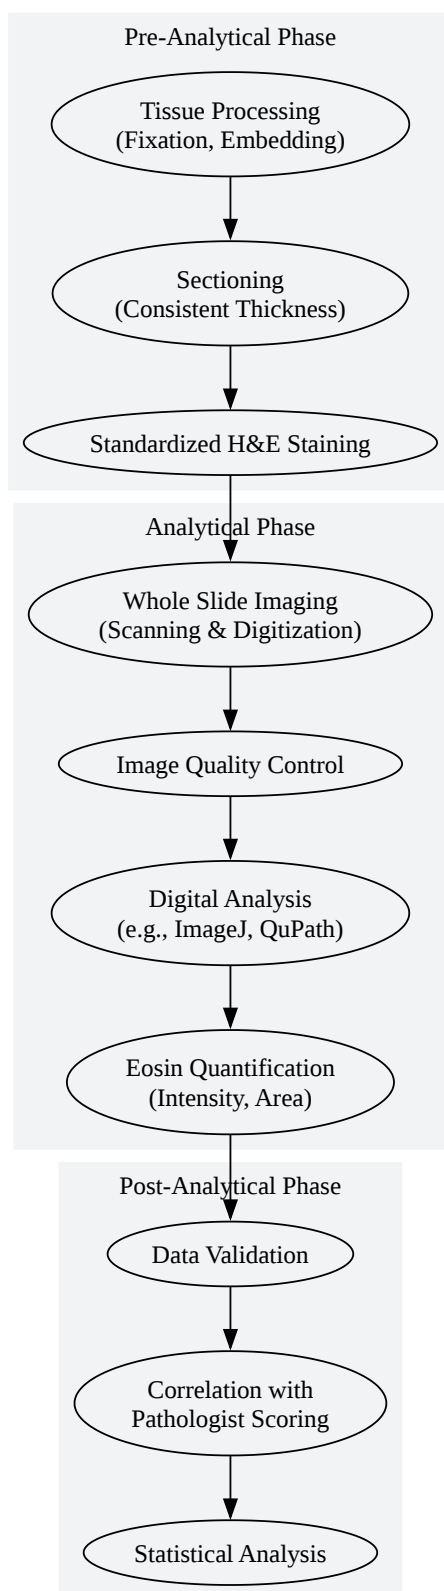 Pre-Analytical Phase
Tissue Processing
(Fixation, Embedding)
Sectioning
(Consistent Thickness)
Standardized H&E Staining
Analytical Phase
Whole Slide Imaging
(Scanning & Digitization)
Image Quality Control
Digital Analysis
(e.g., ImageJ, QuPath)
Eosin Quantification
(Intensity, Area)
Post-Analytical Phase
Data Validation
Correlation with
Pathologist Scoring
Statistical Analysis